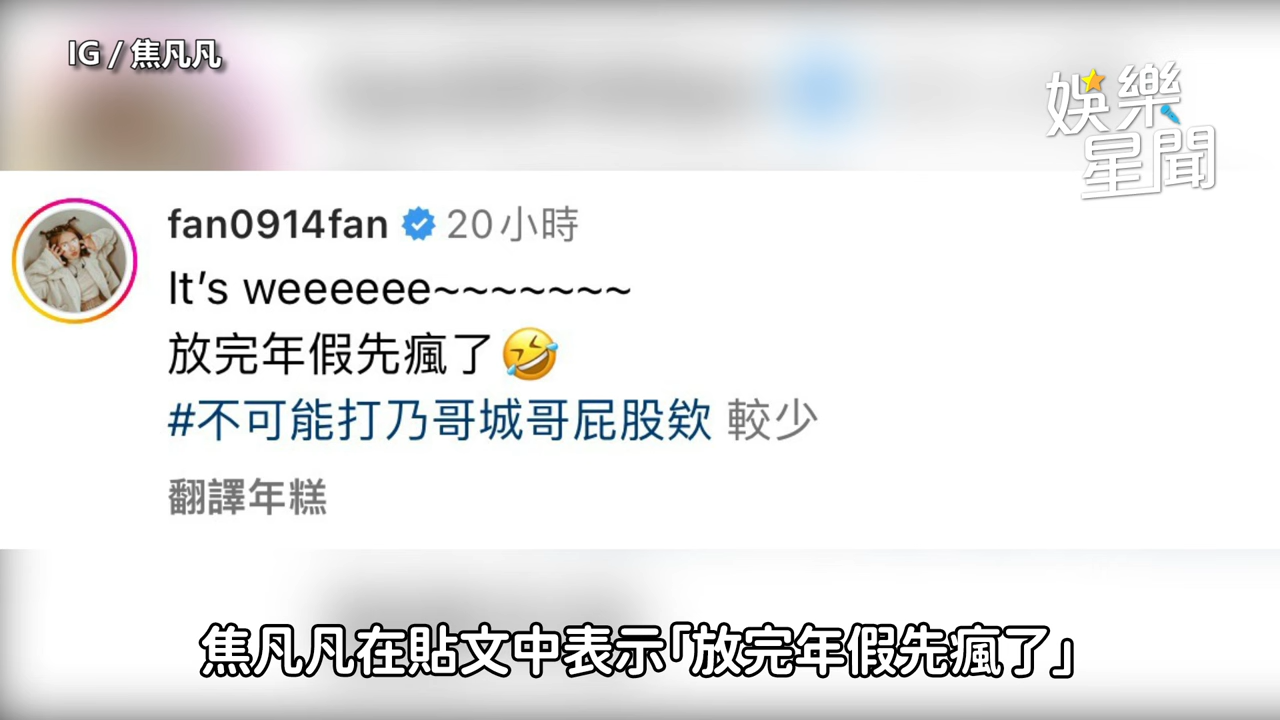 IG / 焦凡凡
娛樂
星聞
fan0914fan 20小時
It’s weeeeeee~~~~~~~
放完年假先瘋了🤣
#不可能打乃哥城哥屁股欸 較少
翻譯年糕
焦凡凡在貼文中表示「放完年假先瘋了」